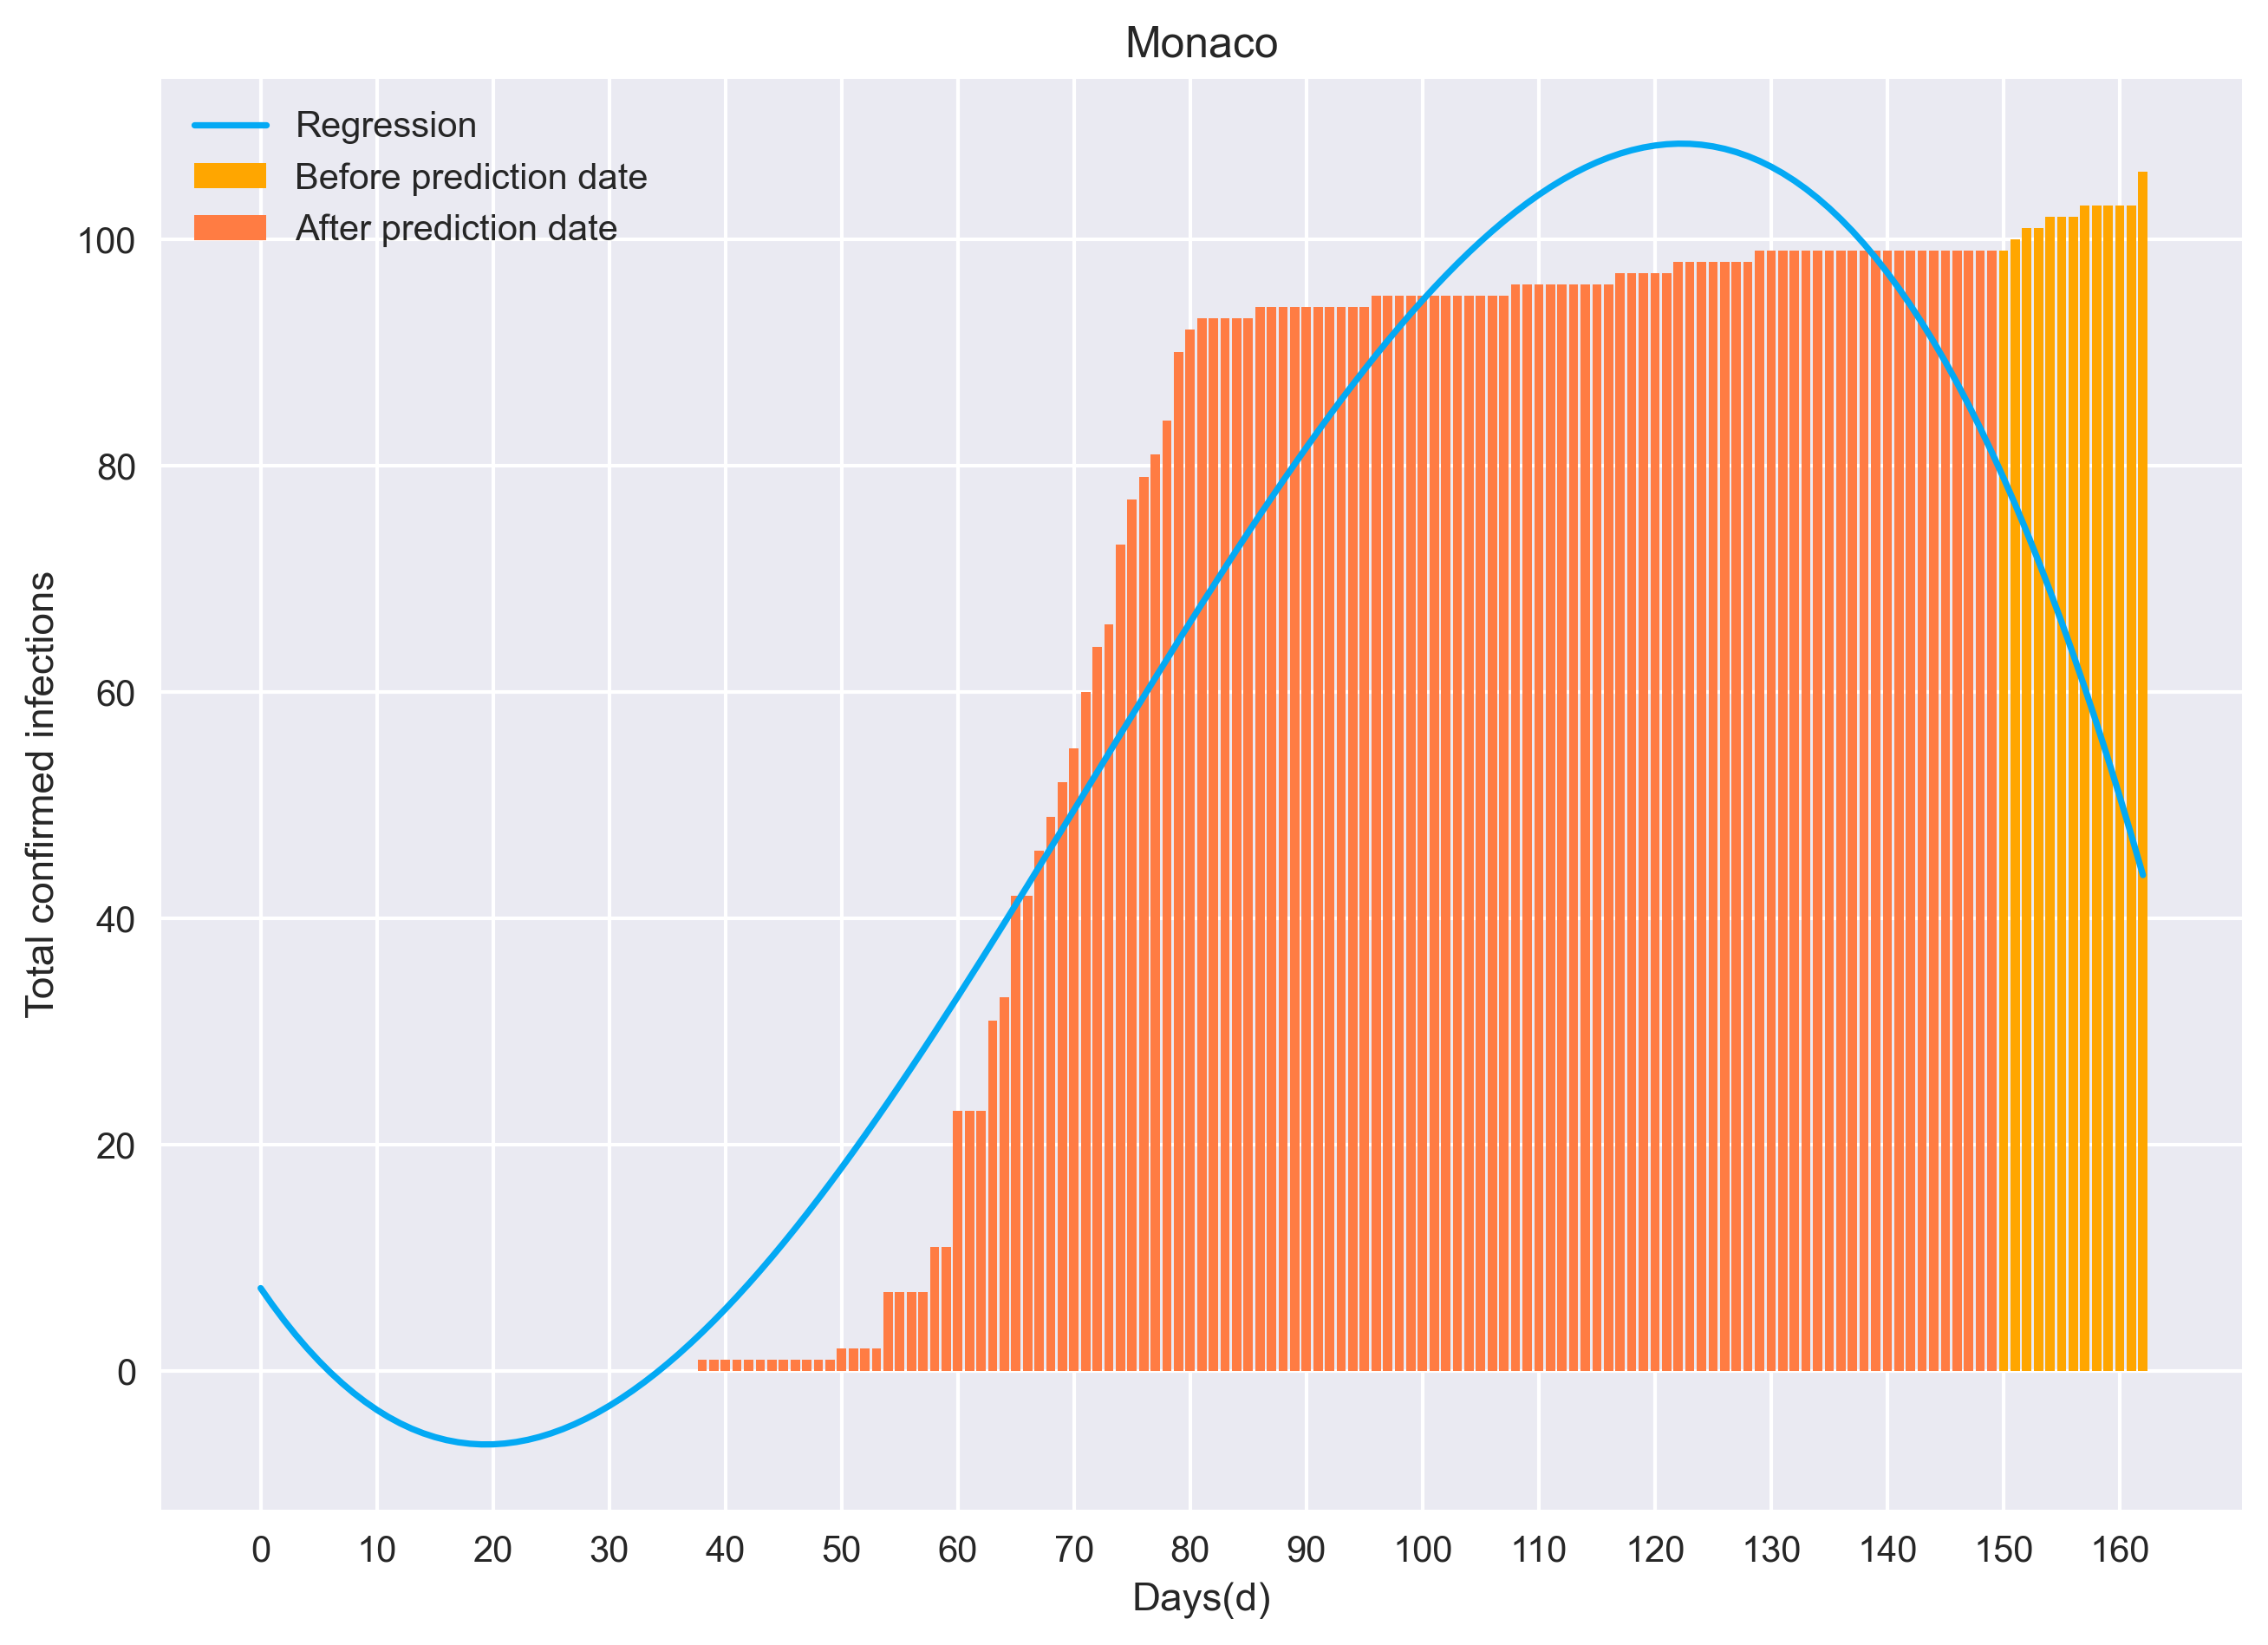 Monaco
Regression
Before prediction date
After prediction date
100
80
60
40
20
0
Total confirmed infections
0 10 20 30 40 50 60 70 80 90 100 110 120 130 140 150 160
Days(d)